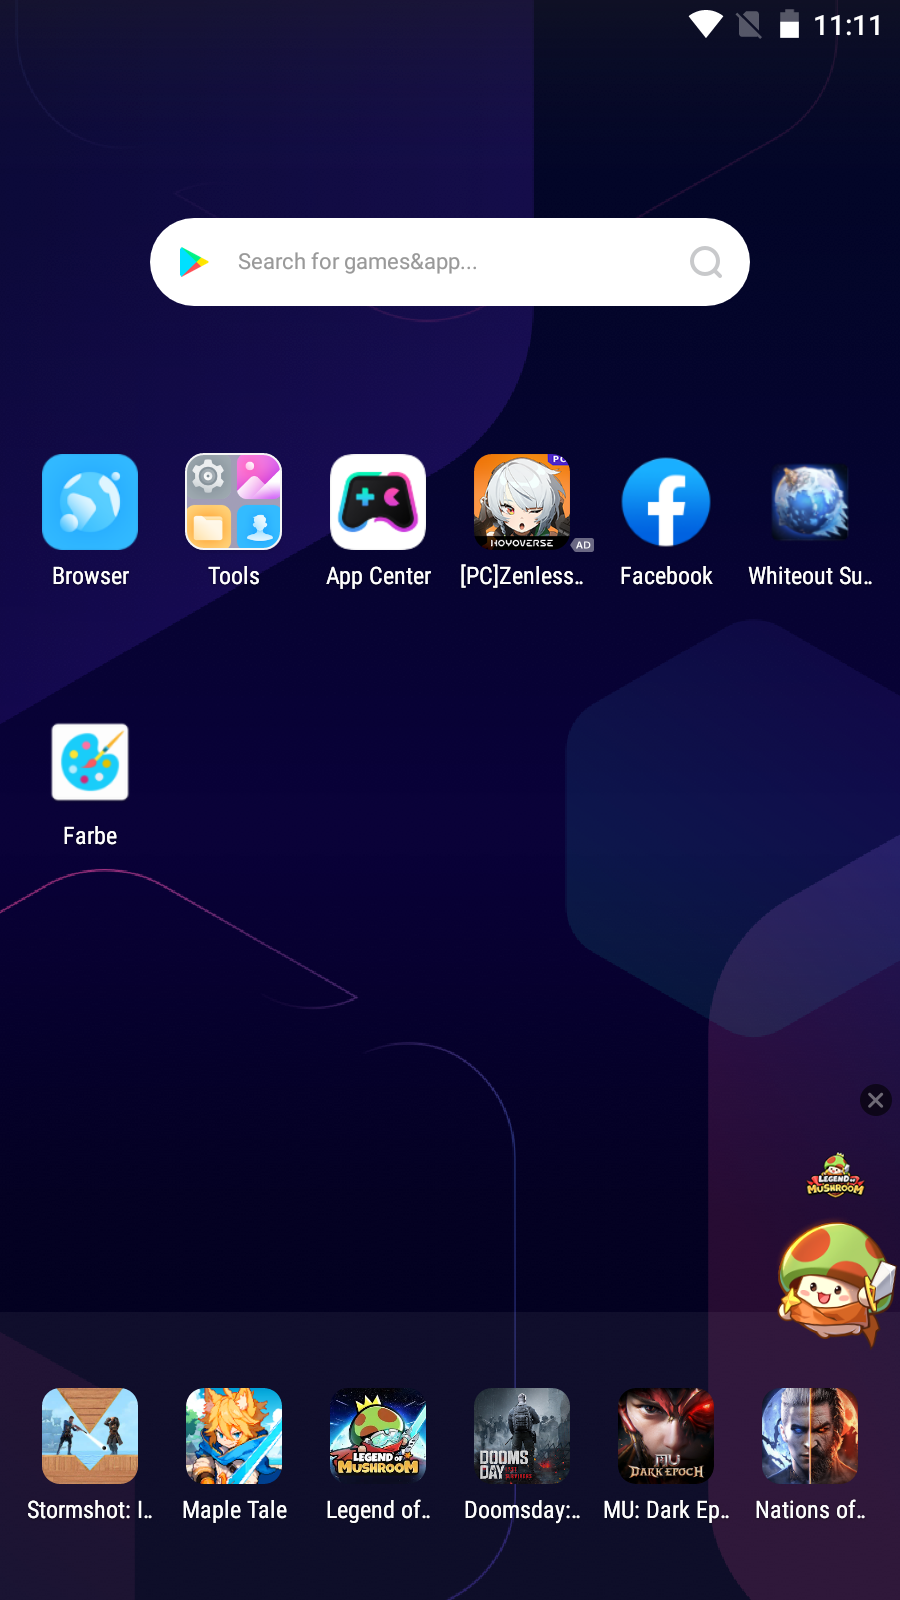 11:11
Search for games&app...
PC
HOYOVERSE
AD
Browser
Tools
App Center
[PC]Zenless..
Facebook
Whiteout Su..
Farbe
LEGEND OF
MUSHROOM
LEGEND OF
MUSHROOM
DOOMS
DAY
MU
DARK EPOCH
Stormshot: I..
Maple Tale
Legend of..
Doomsday:..
MU: Dark Ep..
Nations of..